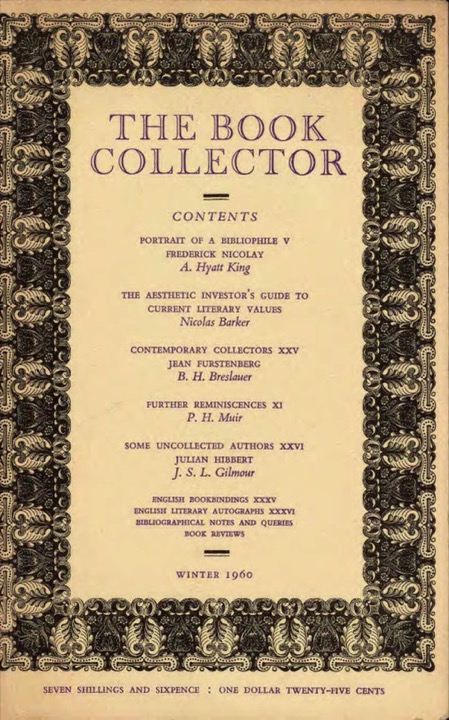 THE BOOK
COLLECTOR
CONTENTS
PORTRAIT OF A BIBLIOPHILE V
FREDERICK NICOLAY
A. Hyatt King
THE AESTHETIC INVESTOR'S GUIDE TO
CURRENT LITERARY VALUES
Nicolas Barker
CONTEMPORARY COLLECTORS XXV
JEAN FURSTENBERG
B. H. Breslauer
FURTHER REMINISCENCES XI
P. H. Muir
SOME UNCOLLECTED AUTHORS XXVI
JULIAN HIBBERT
J. S. L. Gilmour
ENGLISH BOOKBINDINGS XXXV
ENGLISH LITERARY AUTOGRAPHS XXXVI
BIBLIOGRAPHICAL NOTES AND QUERIES
BOOK REVIEWS
WINTER 1960
SEVEN SHILLINGS AND SIXPENCE : ONE DOLLAR TWENTY-FIVE CENTS